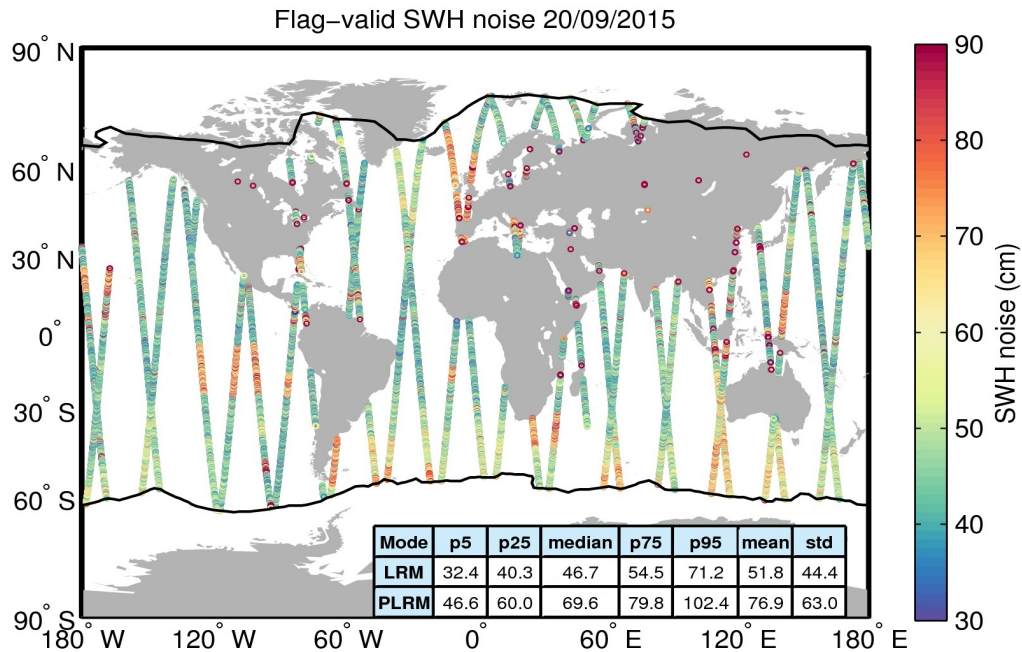 Flag−valid SWH noise 20/09/2015
90° N
60° N
30° N
0°
30° S
60° S
90° S
180° W
120° W
60° W
0°
60° E
120° E
180° E
Mode p5 p25 median p75 p95 mean std
LRM 32.4 40.3 46.7 54.5 71.2 51.8 44.4
PLRM 46.6 60.0 69.6 79.8 102.4 76.9 63.0
90
80
70
60
50
40
30
SWH noise (cm)